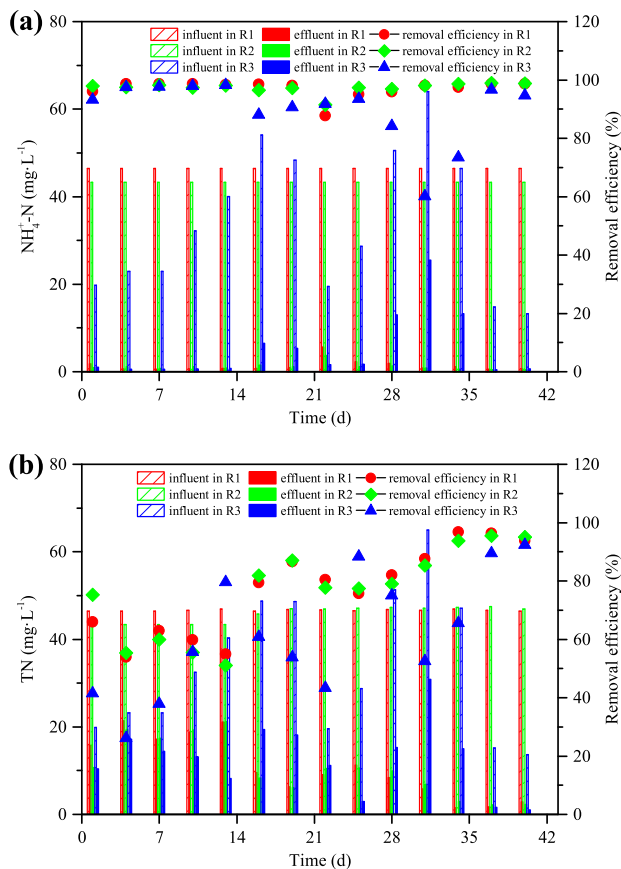 (a)
influent in R1 effluent in R1 removal efficiency in R1
influent in R2 effluent in R2 removal efficiency in R2
influent in R3 effluent in R3 removal efficiency in R3
80
60
40
20
0
NH₄⁺-N (mg·L⁻¹)
120
100
80
60
40
20
0
Removal efficiency (%)
0 7 14 21 28 35 42
Time (d)
(b)
influent in R1 effluent in R1 removal efficiency in R1
influent in R2 effluent in R2 removal efficiency in R2
influent in R3 effluent in R3 removal efficiency in R3
80
60
40
20
0
TN (mg·L⁻¹)
120
100
80
60
40
20
0
Removal efficiency (%)
0 7 14 21 28 35 42
Time (d)